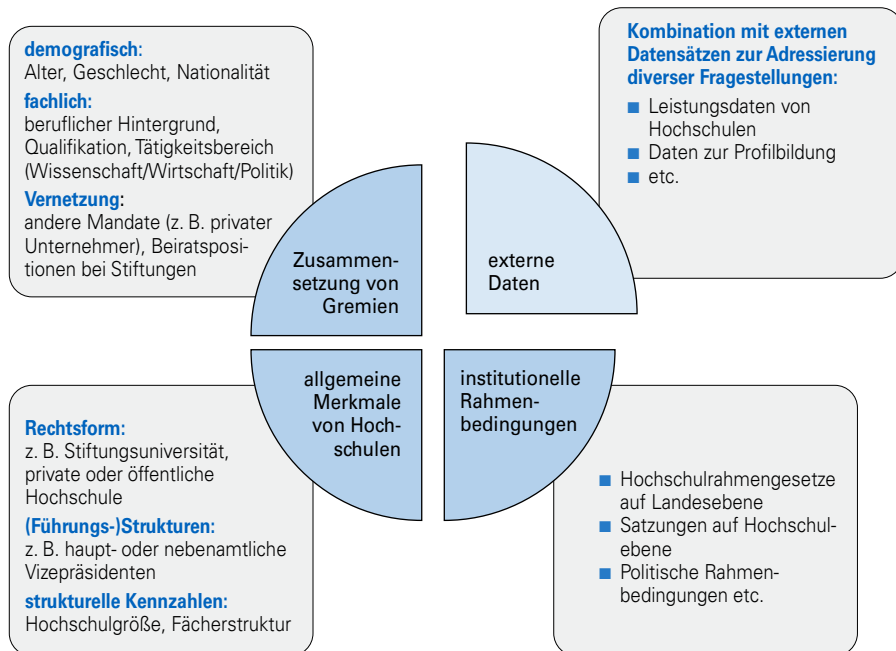 demografisch:
Alter, Geschlecht, Nationalität
fachlich:
beruflicher Hintergrund,
Qualifikation, Tätigkeitsbereich
(Wissenschaft/Wirtschaft/Politik)
Vernetzung:
andere Mandate (z. B. privater
Unternehmer), Beiratsposi-
tionen bei Stiftungen
Kombination mit externen
Datensätzen zur Adressierung
diverser Fragestellungen:
■ Leistungsdaten von
Hochschulen
■ Daten zur Profilbildung
■ etc.
Zusammen-
setzung von
Gremien
externe
Daten
allgemeine
Merkmale
von Hoch-
schulen
institutionelle
Rahmen-
bedingungen
Rechtsform:
z. B. Stiftungsuniversität,
private oder öffentliche
Hochschule
(Führungs-)Strukturen:
z. B. haupt- oder nebenamtliche
Vizepräsidenten
strukturelle Kennzahlen:
Hochschulgröße, Fächerstruktur
■ Hochschulrahmengesetze
auf Landesebene
■ Satzungen auf Hochschul-
ebene
■ Politische Rahmen-
bedingungen etc.